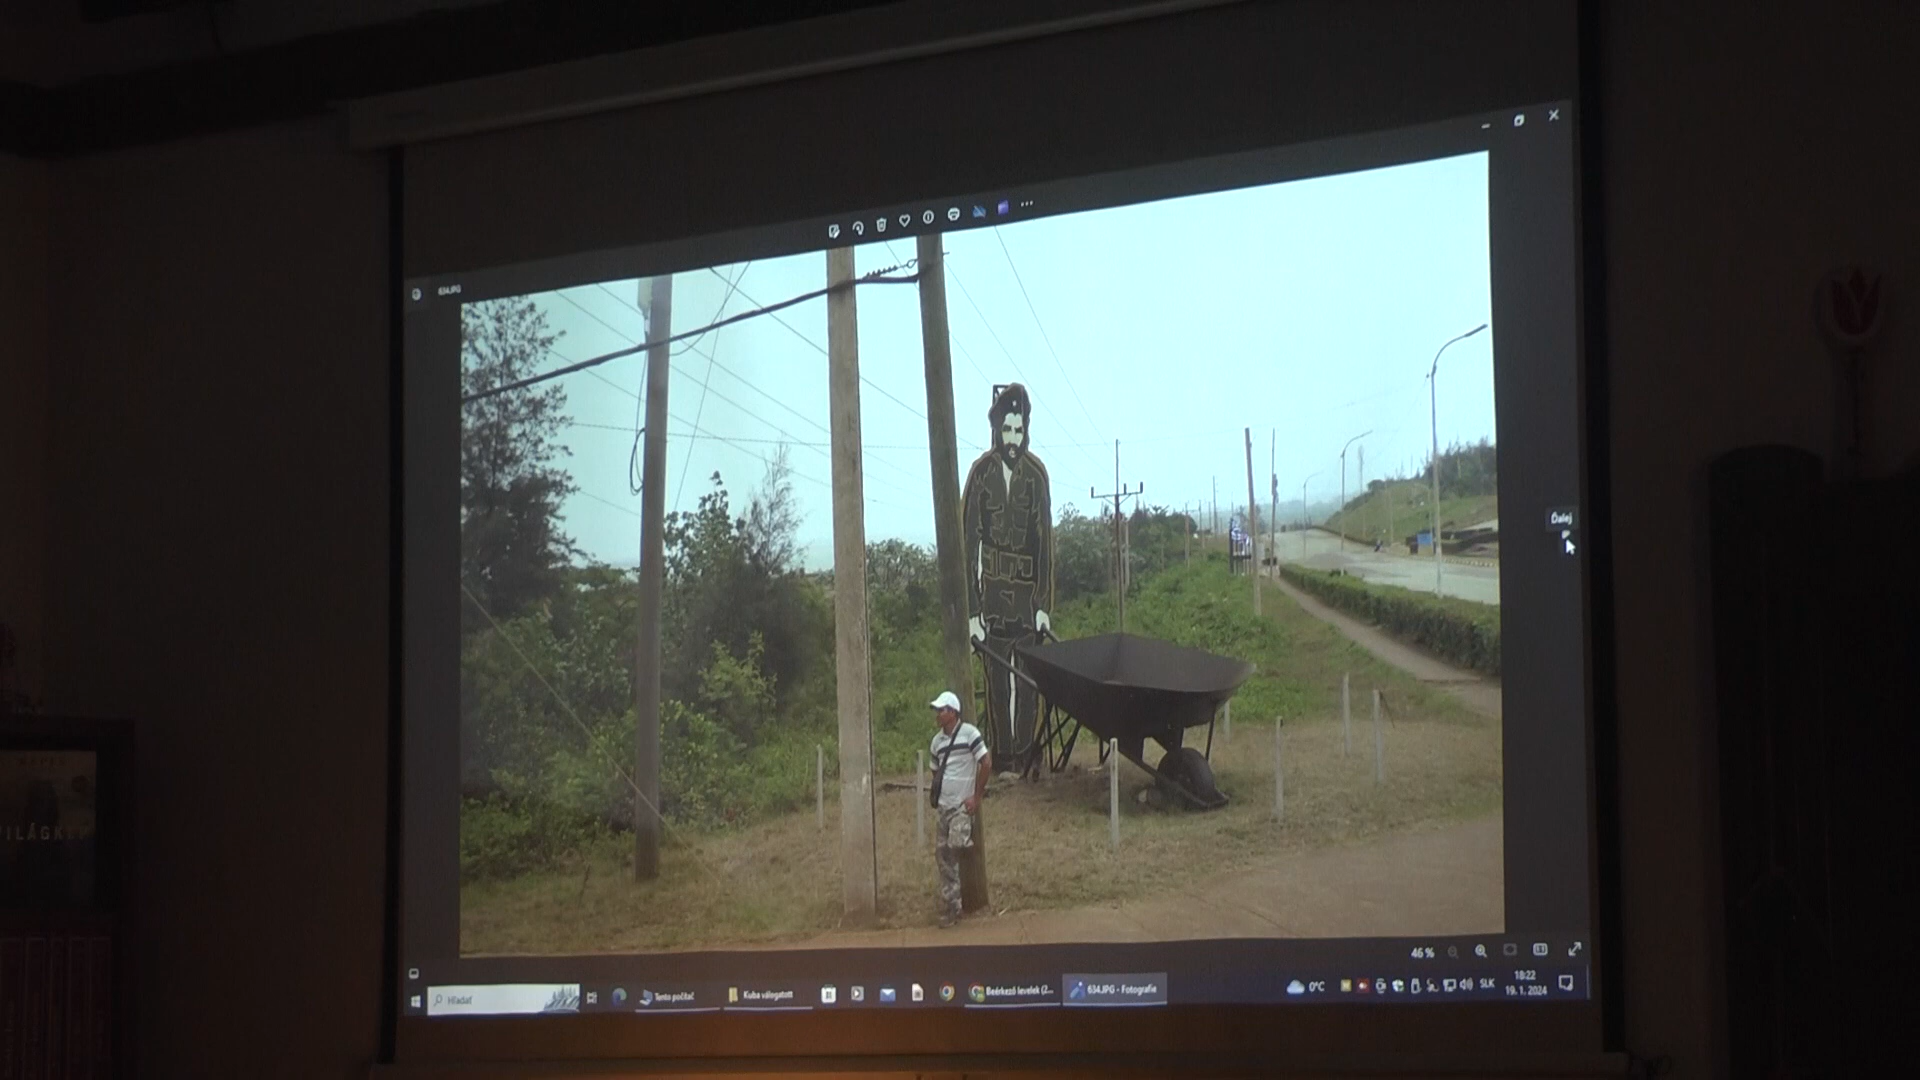 634.JPG
Ďalej
46 %
Hľadať
Tento počítač
Kuba válogatott
Beérkező levelek (2...
634.JPG - Fotografie
0°C
SLK
18:22
19. 1. 2024